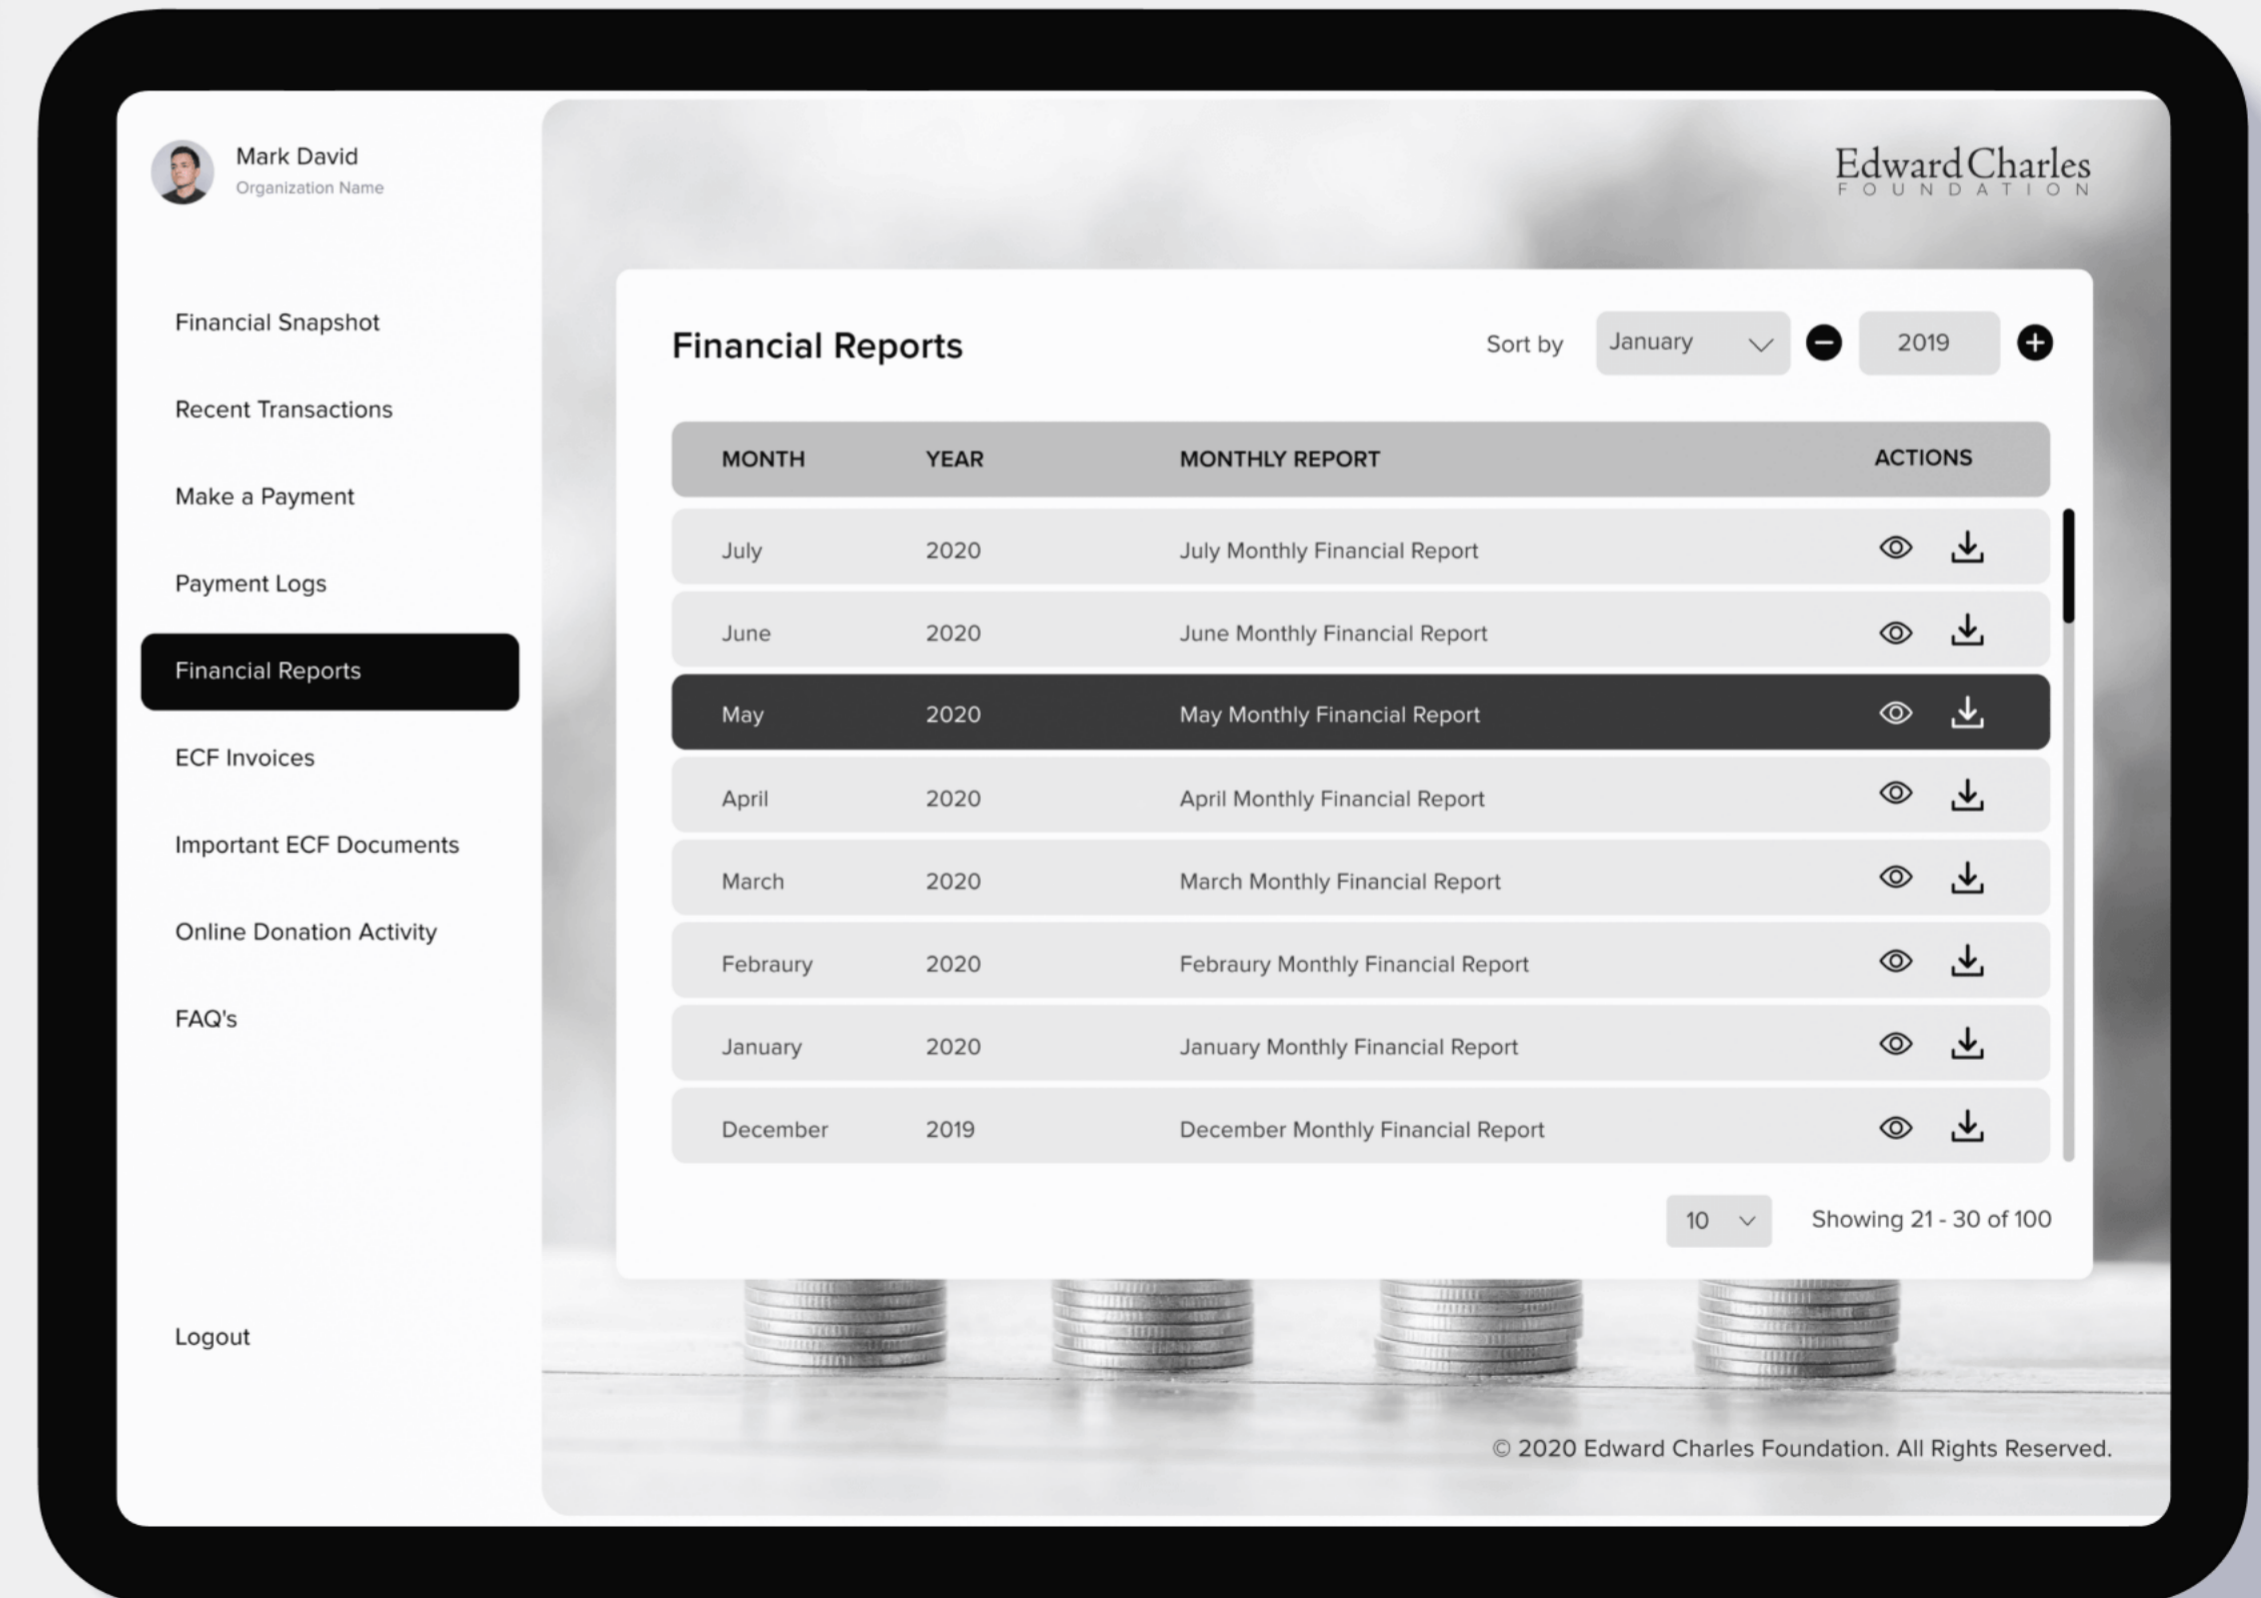 Mark David
Organization Name
Financial Snapshot
Recent Transactions
Make a Payment
Payment Logs
Financial Reports
ECF Invoices
Important ECF Documents
Online Donation Activity
FAQ's
Logout
Edward Charles
FOUNDATION
Financial Reports
Sort by January 2019
MONTH YEAR MONTHLY REPORT ACTIONS
July 2020 July Monthly Financial Report
June 2020 June Monthly Financial Report
May 2020 May Monthly Financial Report
April 2020 April Monthly Financial Report
March 2020 March Monthly Financial Report
Febraury 2020 Febraury Monthly Financial Report
January 2020 January Monthly Financial Report
December 2019 December Monthly Financial Report
10 Showing 21 - 30 of 100
© 2020 Edward Charles Foundation. All Rights Reserved.